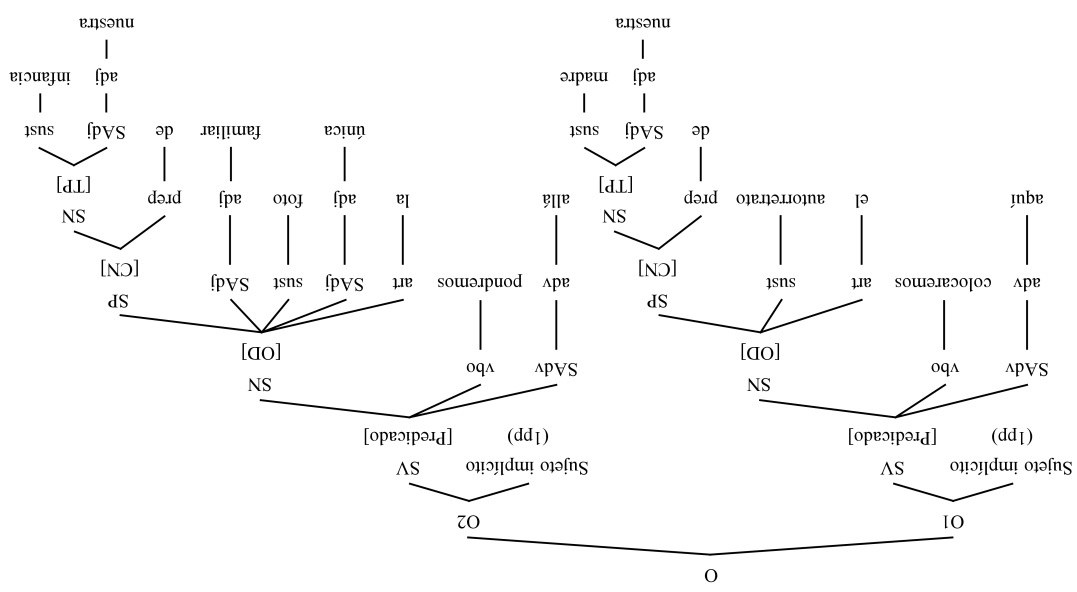 O
O1 O2
Sujeto implícito SV Sujeto implícito SV
(1pp) [Predicado] (1pp) [Predicado]
SN SN
SAdv vbo SAdv vbo
[OD] [OD]
SP SP
adv colocaremos art sust adv pondremos art SAdj sust SAdj
[CN] [CN]
SN SN
aquí el autorretrato prep allá la adj foto adj prep
[TP] [TP]
de SAdj sust única familiar de SAdj sust
adj madre adj infancia
nuestra nuestra